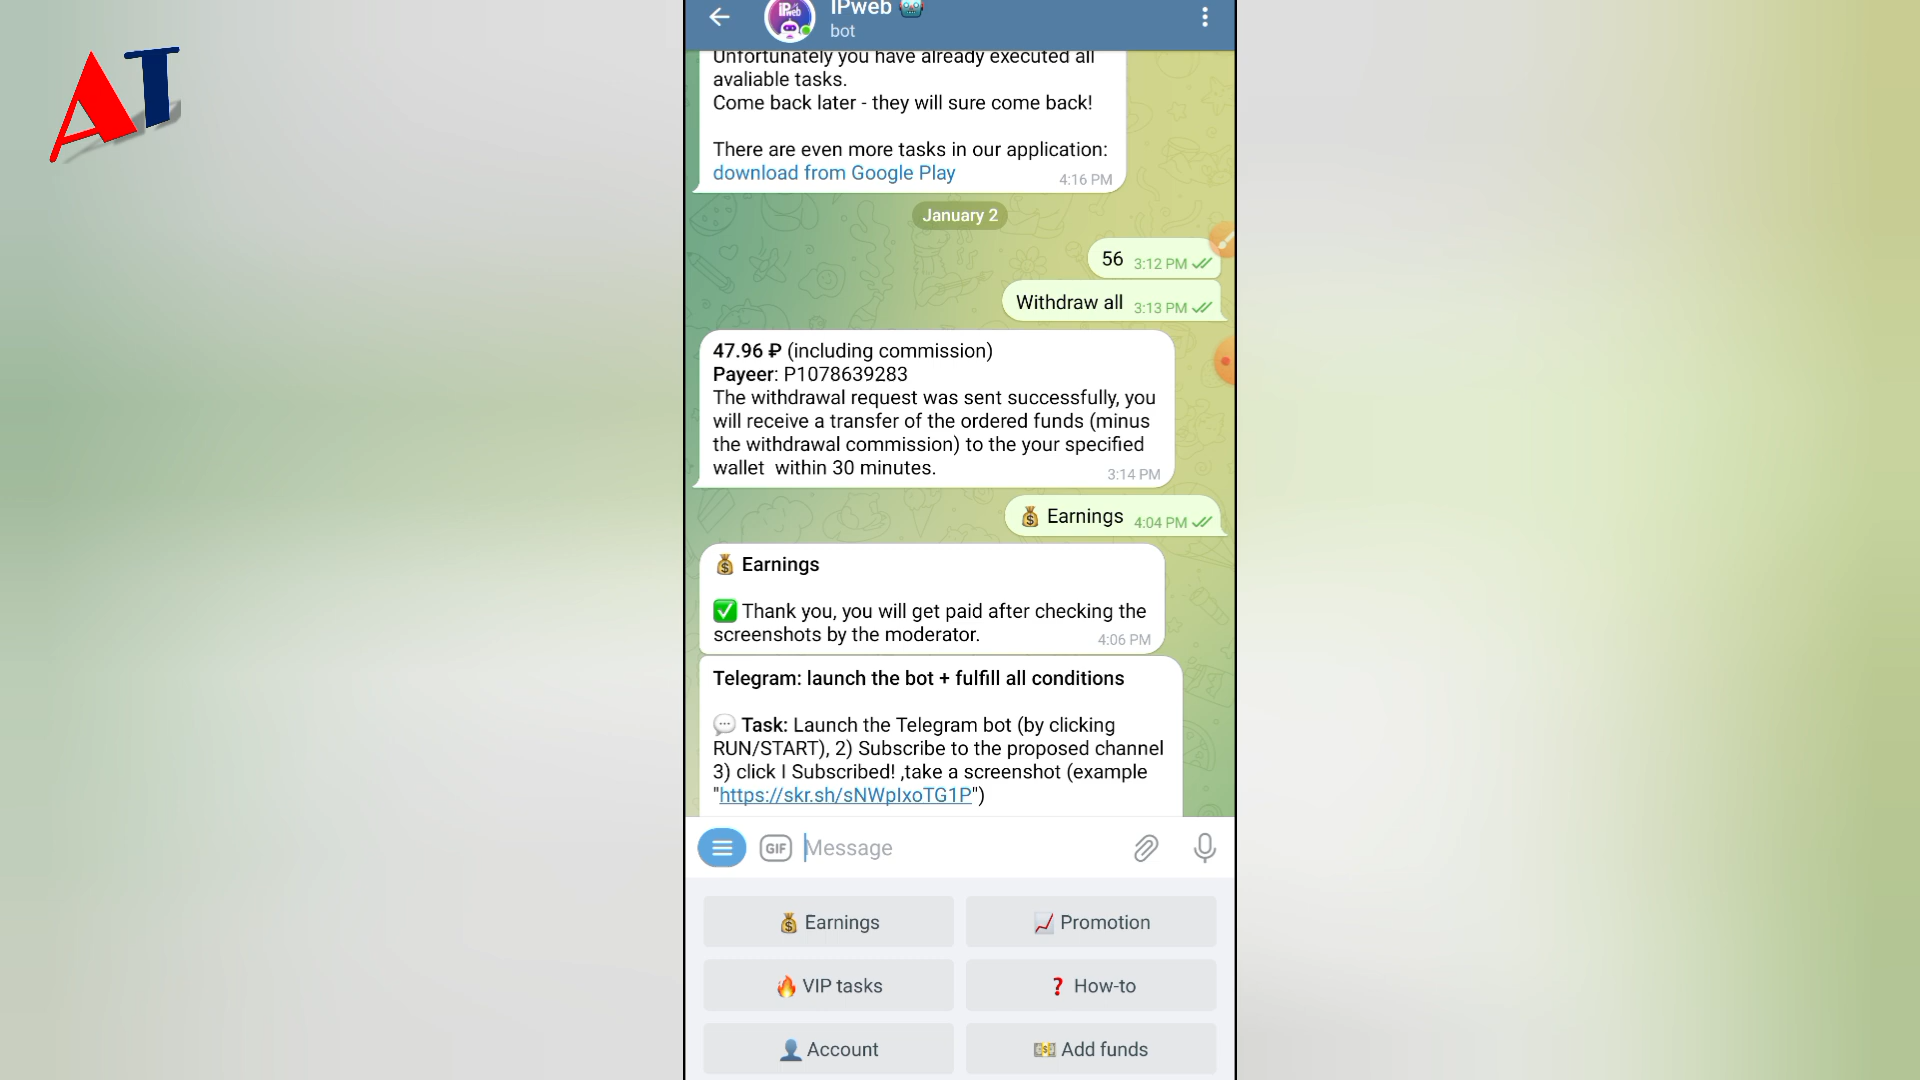 AT
IPweb 🤖
bot
Unfortunately you have already executed all
avaliable tasks.
Come back later - they will sure come back!
There are even more tasks in our application:
download from Google Play
4:16 PM
January 2
56 3:12 PM
Withdraw all 3:13 PM
47.96 ₽ (including commission)
Payeer: P1078639283
The withdrawal request was sent successfully, you
will receive a transfer of the ordered funds (minus
the withdrawal commission) to the your specified
wallet within 30 minutes.
3:14 PM
💰 Earnings 4:04 PM
💰 Earnings
✅ Thank you, you will get paid after checking the
screenshots by the moderator.
4:06 PM
Telegram: launch the bot + fulfill all conditions
💬 Task: Launch the Telegram bot (by clicking
RUN/START), 2) Subscribe to the proposed channel
3) click I Subscribed! ,take a screenshot (example
"https://skr.sh/sNWpIxoTG1P")
GIF Message
💰 Earnings
📈 Promotion
🔥 VIP tasks
❓ How-to
👤 Account
💵 Add funds